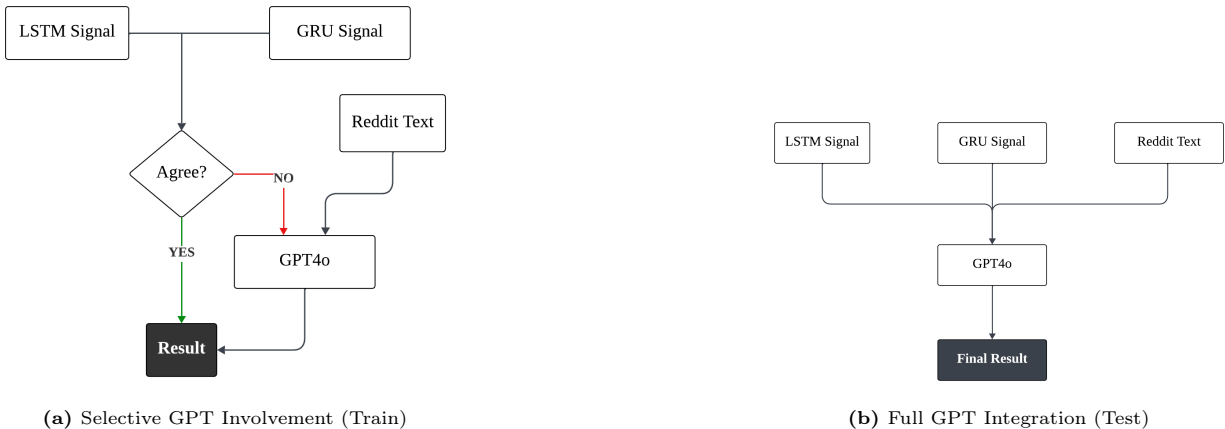 LSTM Signal
GRU Signal
Reddit Text
Agree?
NO
YES
GPT4o
Result
(a) Selective GPT Involvement (Train)
LSTM Signal
GRU Signal
Reddit Text
GPT4o
Final Result
(b) Full GPT Integration (Test)